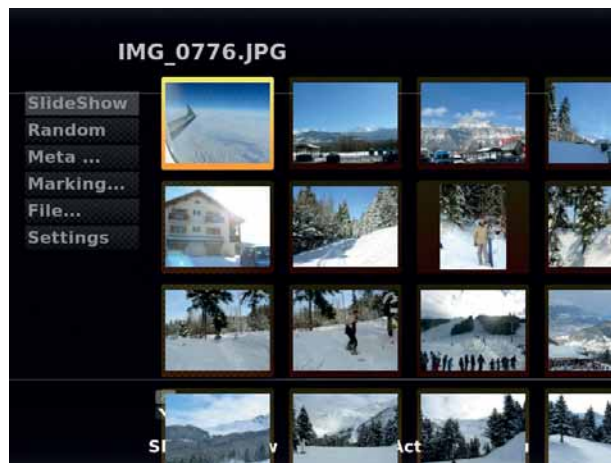 IMG_0776.JPG
SlideShow
Random
Meta ...
Marking...
File...
Settings